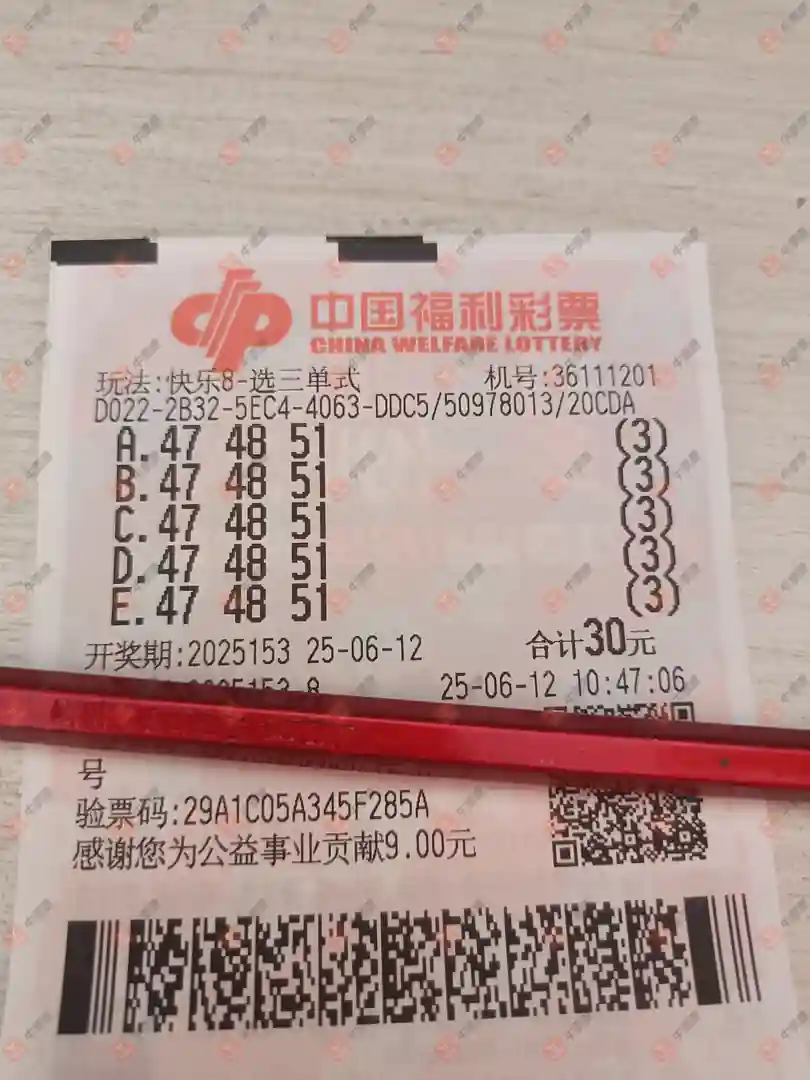 中国福利彩票
CHINA WELFARE LOTTERY
玩法:快乐8-选三单式 机号:36111201
D022-2B32-5EC4-4063-DDC5/50978013/20CDA
A.47 48 51 (3)
B.47 48 51 (3)
C.47 48 51 (3)
D.47 48 51 (3)
E.47 48 51 (3)
开奖期:2025153 25-06-12 合计30元
25-06-12 10:47:06
号
验票码:29A1C05A345F285A
感谢您为公益事业贡献9.00元